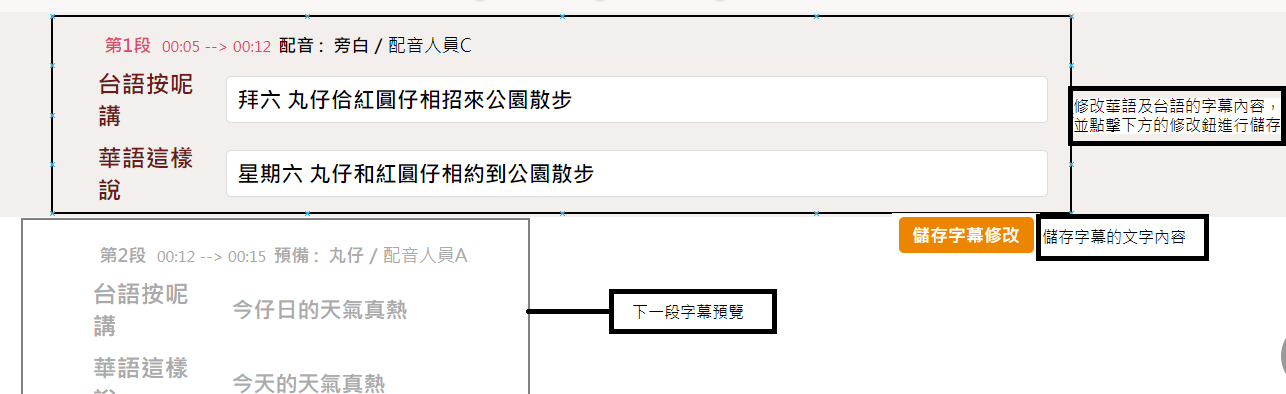 第1段 00:05 --> 00:12 配音 : 旁白 / 配音人員C
台語按呢
講
拜六 丸仔佮紅圓仔相招來公園散步
華語這樣
說
星期六 丸仔和紅圓仔相約到公園散步
修改華語及台語的字幕內容，
並點擊下方的修改鈕進行儲存
儲存字幕修改
儲存字幕的文字內容
第2段 00:12 --> 00:15 預備 : 丸仔 / 配音人員A
台語按呢
講
今仔日的天氣真熱
下一段字幕預覽
華語這樣
今天的天氣真熱